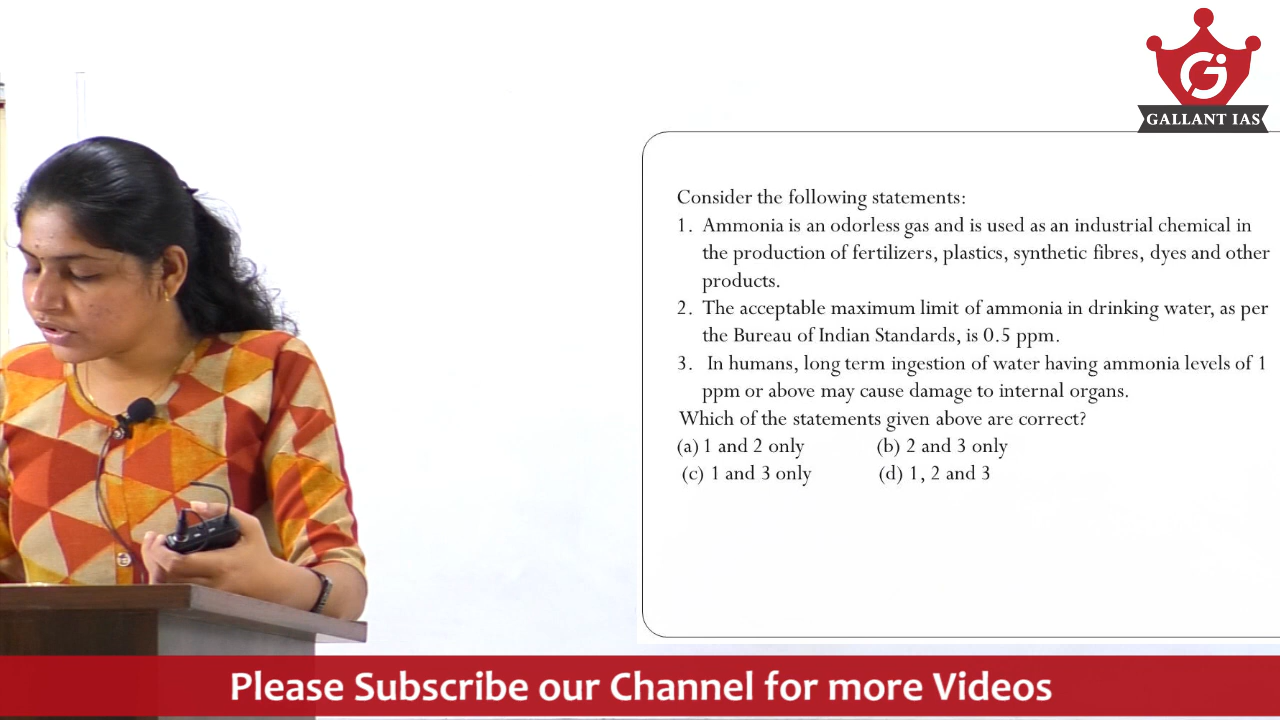 GALLANT IAS
Consider the following statements:
1. Ammonia is an odorless gas and is used as an industrial chemical in
the production of fertilizers, plastics, synthetic fibres, dyes and other
products.
2. The acceptable maximum limit of ammonia in drinking water, as per
the Bureau of Indian Standards, is 0.5 ppm.
3. In humans, long term ingestion of water having ammonia levels of 1
ppm or above may cause damage to internal organs.
Which of the statements given above are correct?
(a) 1 and 2 only (b) 2 and 3 only
(c) 1 and 3 only (d) 1, 2 and 3
Please Subscribe our Channel for more Videos